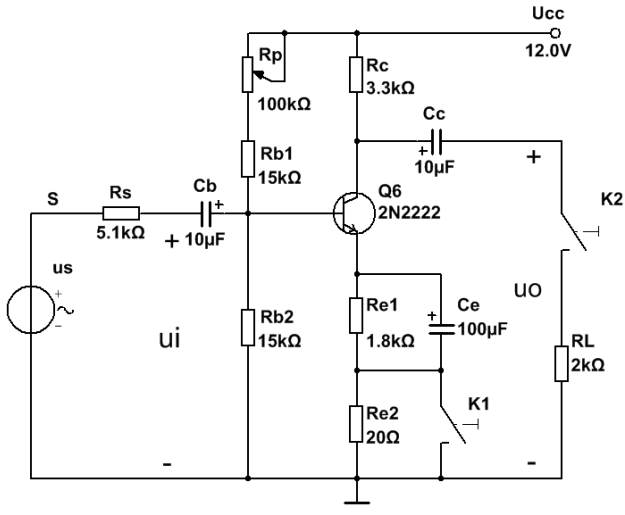 Ucc
12.0V
Rp
100kΩ
Rc
3.3kΩ
Cc
+
10µF
+
Rb1
15kΩ
Q6
2N2222
K2
S
Rs
5.1kΩ
Cb
+
+
10µF
us
+
-
ui
Rb2
15kΩ
Re1
1.8kΩ
+
Ce
100µF
uo
RL
2kΩ
K1
Re2
20Ω
-
-